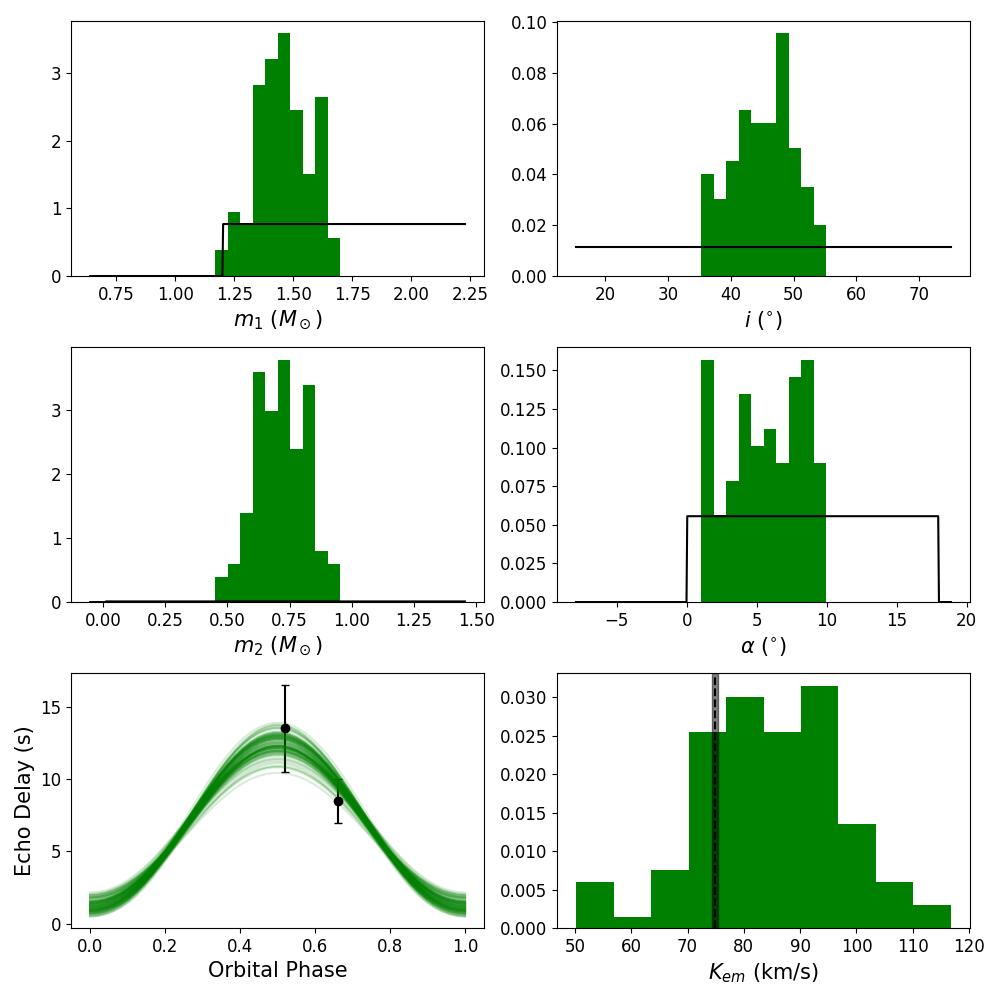 3
2
1
0
0.75 1.00 1.25 1.50 1.75 2.00 2.25
m₁ (M⊙)
0.10
0.08
0.06
0.04
0.02
0.00
20 30 40 50 60 70
i (°)
3
2
1
0
0.00 0.25 0.50 0.75 1.00 1.25 1.50
m₂ (M⊙)
0.150
0.125
0.100
0.075
0.050
0.025
0.000
−5 0 5 10 15 20
α (°)
Echo Delay (s)
15
10
5
0
0.0 0.2 0.4 0.6 0.8 1.0
Orbital Phase
0.030
0.025
0.020
0.015
0.010
0.005
0.000
50 60 70 80 90 100 110 120
K_em (km/s)